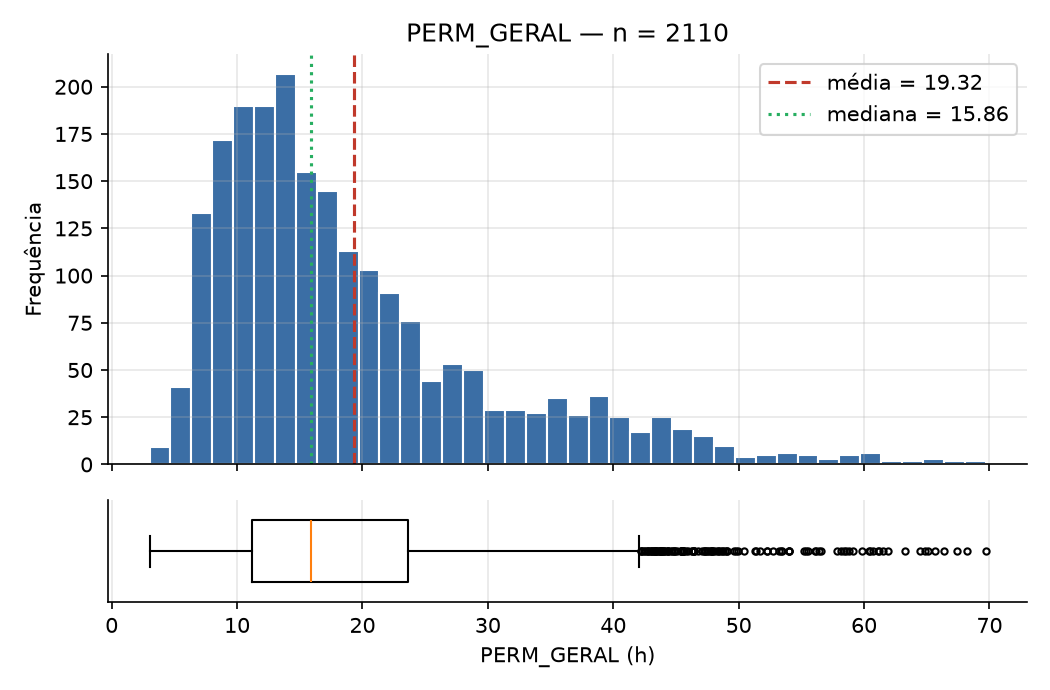 PERM_GERAL — n = 2110
média = 19.32
mediana = 15.86
Frequência
200
175
150
125
100
75
50
25
0
0 10 20 30 40 50 60 70
PERM_GERAL (h)